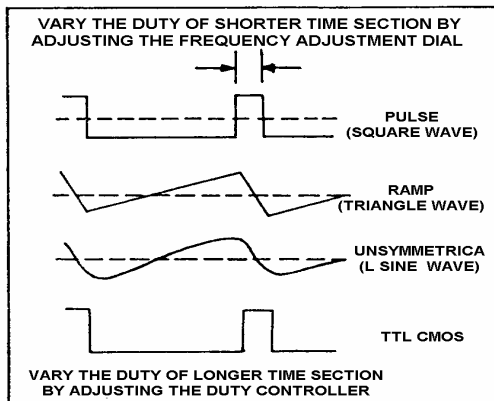 VARY THE DUTY OF SHORTER TIME SECTION BY
ADJUSTING THE FREQUENCY ADJUSTMENT DIAL
PULSE
(SQUARE WAVE)
RAMP
(TRIANGLE WAVE)
UNSYMMETRICA
(L SINE WAVE)
TTL CMOS
VARY THE DUTY OF LONGER TIME SECTION
BY ADJUSTING THE DUTY CONTROLLER